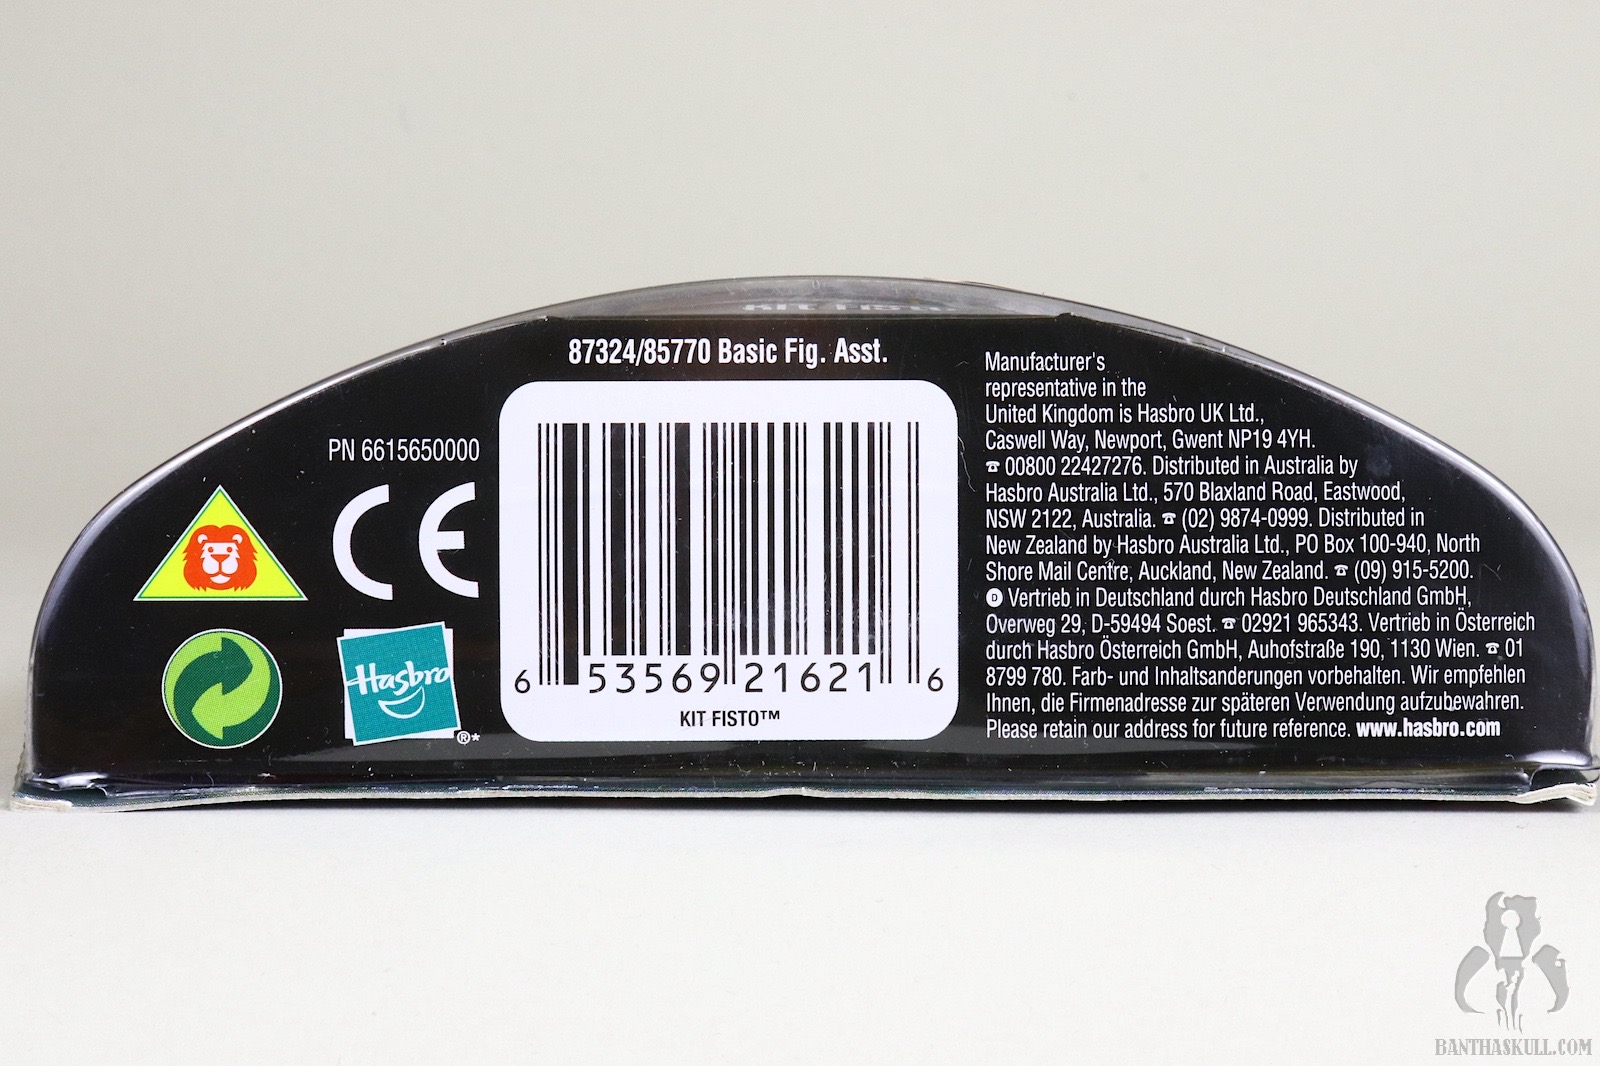 KIT FISTO
87324/85770 Basic Fig. Asst.
PN 6615650000
CE
Hasbro
®*
6 53569 21621 6
KIT FISTO™
Manufacturer's
representative in the
United Kingdom is Hasbro UK Ltd.,
Caswell Way, Newport, Gwent NP19 4YH.
☎ 00800 22427276. Distributed in Australia by
Hasbro Australia Ltd., 570 Blaxland Road, Eastwood,
NSW 2122, Australia. ☎ (02) 9874-0999. Distributed in
New Zealand by Hasbro Australia Ltd., PO Box 100-940, North
Shore Mail Centre, Auckland, New Zealand. ☎ (09) 915-5200.
D Vertrieb in Deutschland durch Hasbro Deutschland GmbH,
Overweg 29, D-59494 Soest. ☎ 02921 965343. Vertrieb in Österreich
durch Hasbro Österreich GmbH, Auhofstraße 190, 1130 Wien. ☎ 01
8799 780. Farb- und Inhaltsanderungen vorbehalten. Wir empfehlen
Ihnen, die Firmenadresse zur späteren Verwendung aufzubewahren.
Please retain our address for future reference. www.hasbro.com
BANTHASKULL.COM